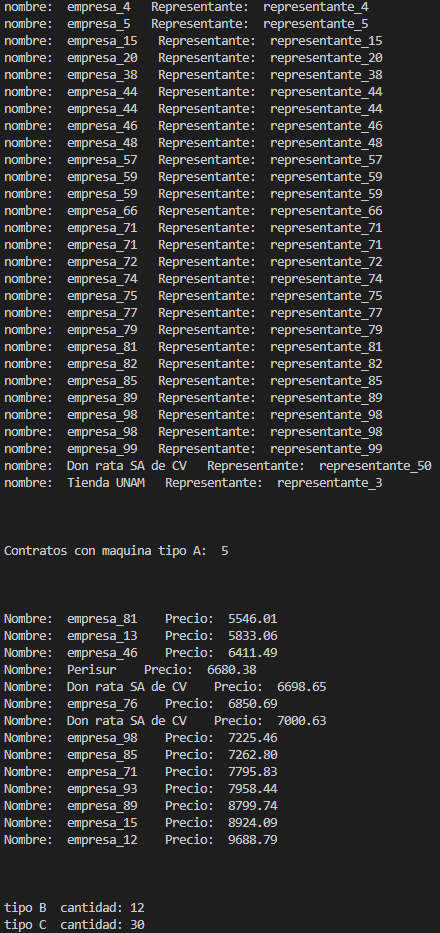 nombre:  empresa_4   Representante:  representante_4
nombre:  empresa_5   Representante:  representante_5
nombre:  empresa_15   Representante:  representante_15
nombre:  empresa_20   Representante:  representante_20
nombre:  empresa_38   Representante:  representante_38
nombre:  empresa_44   Representante:  representante_44
nombre:  empresa_44   Representante:  representante_44
nombre:  empresa_46   Representante:  representante_46
nombre:  empresa_48   Representante:  representante_48
nombre:  empresa_57   Representante:  representante_57
nombre:  empresa_59   Representante:  representante_59
nombre:  empresa_59   Representante:  representante_59
nombre:  empresa_66   Representante:  representante_66
nombre:  empresa_71   Representante:  representante_71
nombre:  empresa_71   Representante:  representante_71
nombre:  empresa_72   Representante:  representante_72
nombre:  empresa_74   Representante:  representante_74
nombre:  empresa_75   Representante:  representante_75
nombre:  empresa_77   Representante:  representante_77
nombre:  empresa_79   Representante:  representante_79
nombre:  empresa_81   Representante:  representante_81
nombre:  empresa_82   Representante:  representante_82
nombre:  empresa_85   Representante:  representante_85
nombre:  empresa_89   Representante:  representante_89
nombre:  empresa_98   Representante:  representante_98
nombre:  empresa_98   Representante:  representante_98
nombre:  empresa_99   Representante:  representante_99
nombre:  Don rata SA de CV   Representante:  representante_50
nombre:  Tienda UNAM   Representante:  representante_3
Contratos con maquina tipo A:  5
Nombre:  empresa_81    Precio:  5546.01
Nombre:  empresa_13    Precio:  5833.06
Nombre:  empresa_46    Precio:  6411.49
Nombre:  Perisur    Precio:  6680.38
Nombre:  Don rata SA de CV    Precio:  6698.65
Nombre:  empresa_76    Precio:  6850.69
Nombre:  Don rata SA de CV    Precio:  7000.63
Nombre:  empresa_98    Precio:  7225.46
Nombre:  empresa_85    Precio:  7262.80
Nombre:  empresa_71    Precio:  7795.83
Nombre:  empresa_93    Precio:  7958.44
Nombre:  empresa_89    Precio:  8799.74
Nombre:  empresa_15    Precio:  8924.09
Nombre:  empresa_12    Precio:  9688.79
tipo B  cantidad: 12
tipo C  cantidad: 30